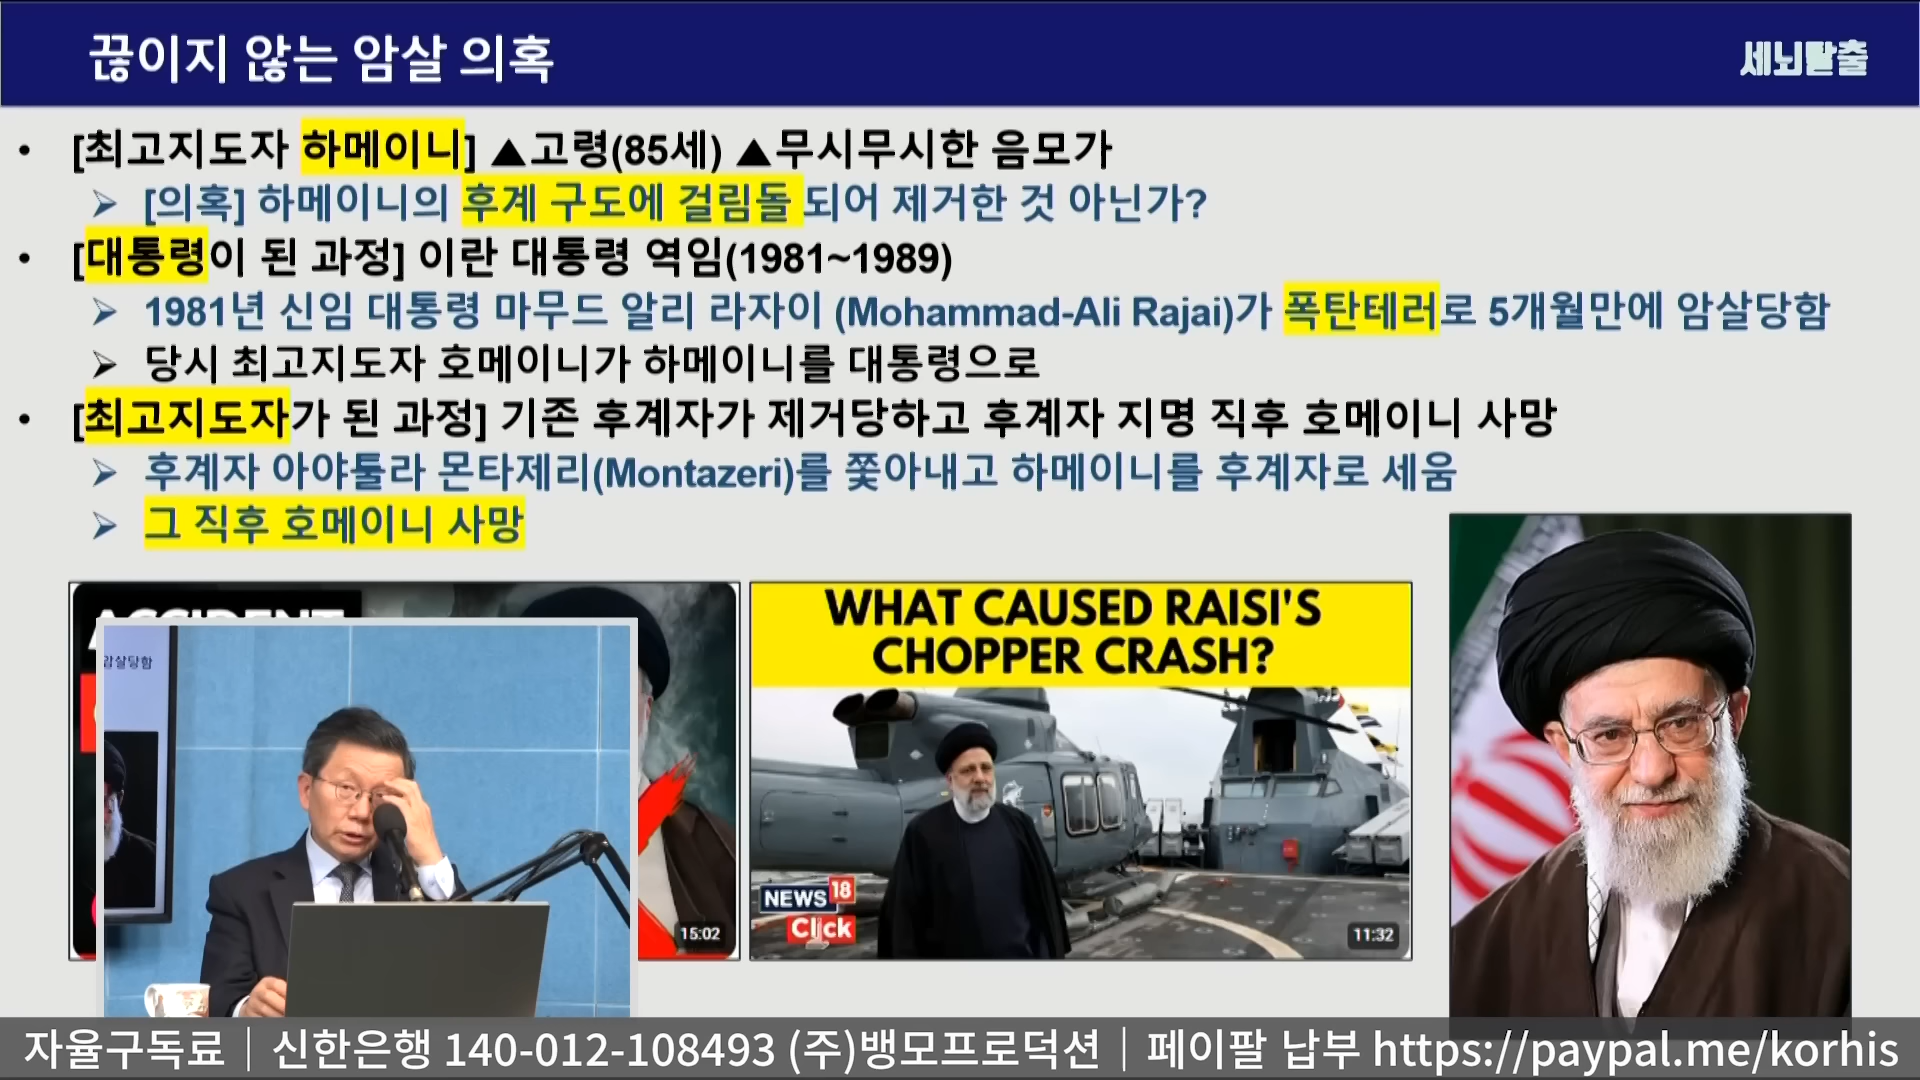 끊이지 않는 암살 의혹
세뇌탈출
• [최고지도자 하메이니] ▲고령(85세) ▲무시무시한 음모가
➢ [의혹] 하메이니의 후계 구도에 걸림돌 되어 제거한 것 아닌가?
• [대통령이 된 과정] 이란 대통령 역임(1981~1989)
➢ 1981년 신임 대통령 마무드 알리 라자이 (Mohammad-Ali Rajai)가 폭탄테러로 5개월만에 암살당함
➢ 당시 최고지도자 호메이니가 하메이니를 대통령으로
• [최고지도자가 된 과정] 기존 후계자가 제거당하고 후계자 지명 직후 호메이니 사망
➢ 후계자 아야툴라 몬타제리(Montazeri)를 쫓아내고 하메이니를 후계자로 세움
➢ 그 직후 호메이니 사망
ACCIDENT
암살당함
15:02
WHAT CAUSED RAISI'S
CHOPPER CRASH?
NEWS 18
Click
11:32
자율구독료｜신한은행 140-012-108493 (주)뱅모프로덕션｜페이팔 납부 https://paypal.me/korhis